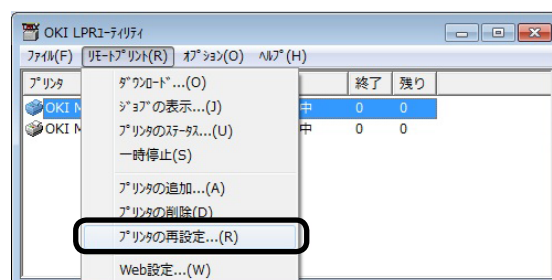 OKI LPRﾕｰﾃｨﾘﾃｨ
ﾌｧｲﾙ(F) ﾘﾓｰﾄﾌﾟﾘﾝﾄ(R) ｵﾌﾟｼｮﾝ(O) ﾍﾙﾌﾟ(H)
ﾌﾟﾘﾝﾀ 終了 残り
OKI 中 0 0
OKI 中 0 0
ﾀﾞｳﾝﾛｰﾄﾞ...(O)
ｼﾞｮﾌﾞの表示...(J)
ﾌﾟﾘﾝﾀのｽﾃｰﾀｽ...(U)
一時停止(S)
ﾌﾟﾘﾝﾀの追加...(A)
ﾌﾟﾘﾝﾀの削除(D)
ﾌﾟﾘﾝﾀの再設定...(R)
Web設定...(W)